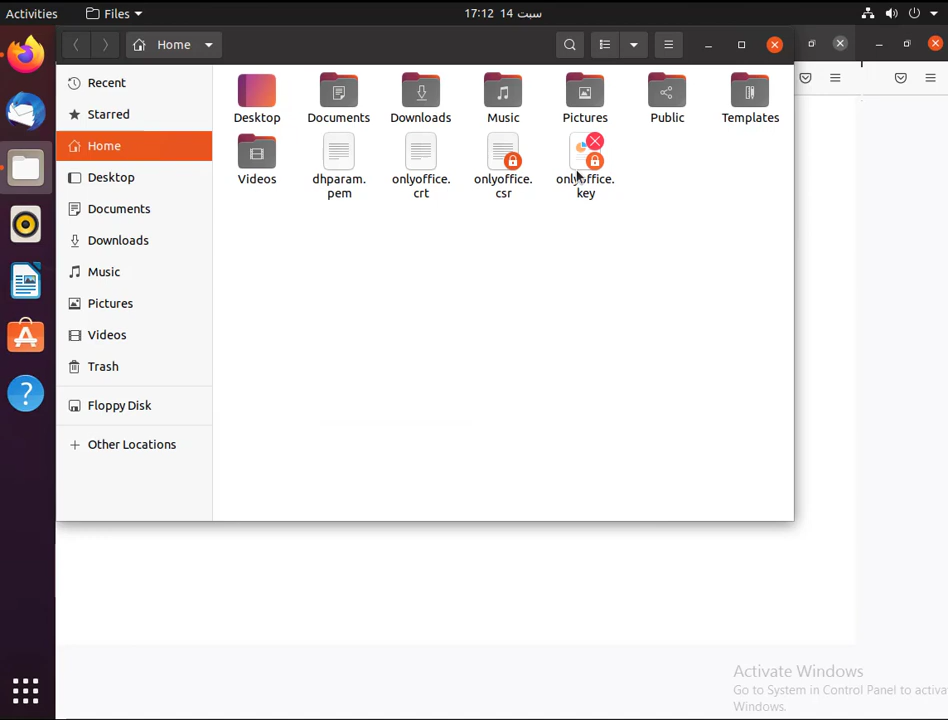 Activities
Files
17:12 14 سبت
Home
Recent
Starred
Home
Desktop
Documents
Downloads
Music
Pictures
Videos
Trash
Floppy Disk
+ Other Locations
Desktop
Documents
Downloads
Music
Pictures
Public
Templates
Videos
dhparam.
pem
onlyoffice.
crt
onlyoffice.
csr
onlyoffice.
key
?
Activate Windows
Go to System in Control Panel to activa
Windows.